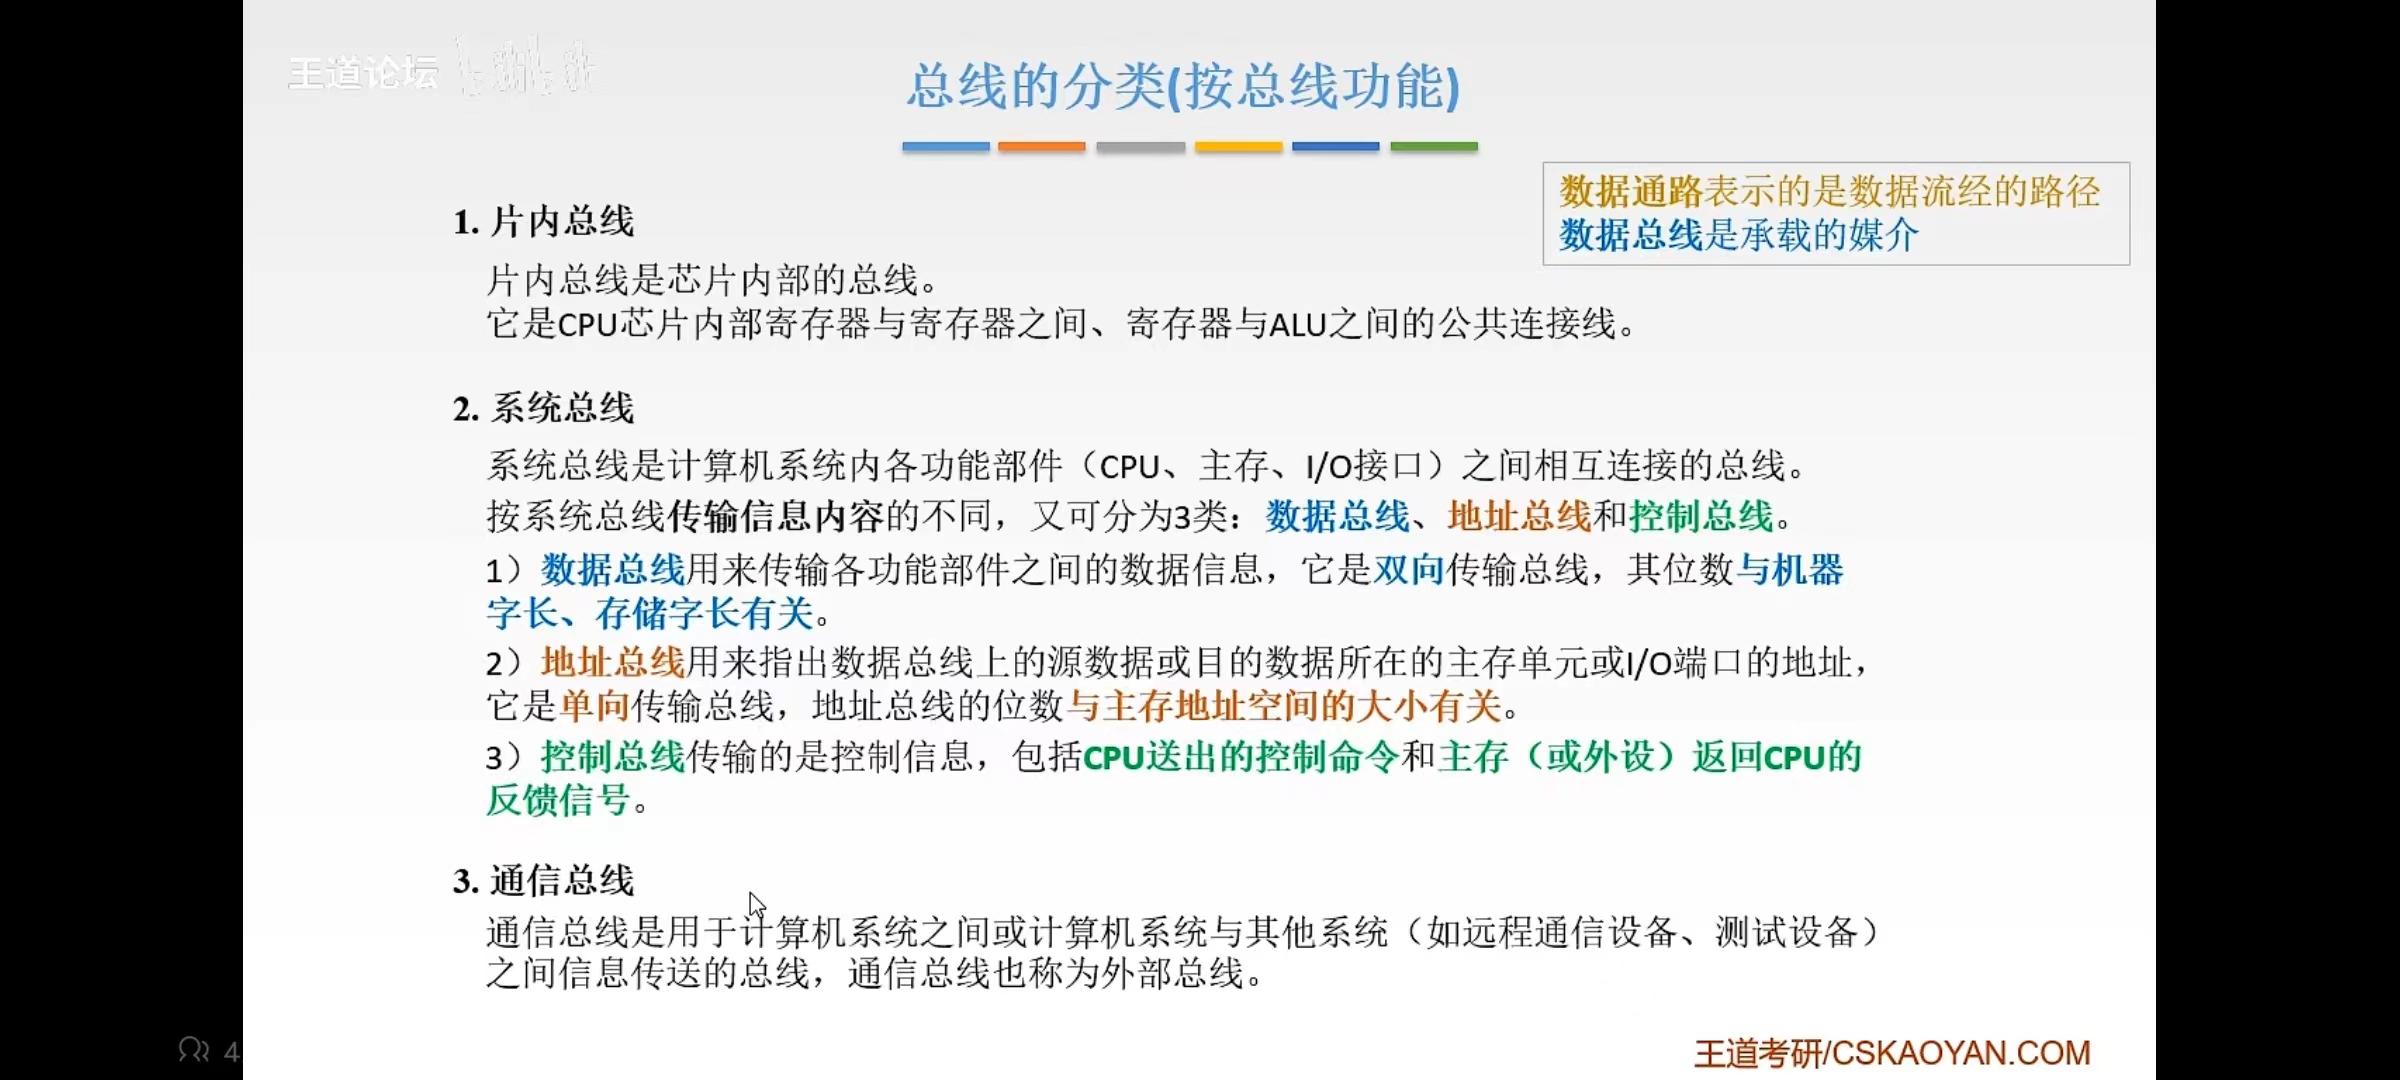 王道论坛
总线的分类(按总线功能)
数据通路表示的是数据流经的路径
数据总线是承载的媒介
1. 片内总线
片内总线是芯片内部的总线。
它是CPU芯片内部寄存器与寄存器之间、寄存器与ALU之间的公共连接线。
2. 系统总线
系统总线是计算机系统内各功能部件（CPU、主存、I/O接口）之间相互连接的总线。
按系统总线传输信息内容的不同，又可分为3类：数据总线、地址总线和控制总线。
1）数据总线用来传输各功能部件之间的数据信息，它是双向传输总线，其位数与机器
字长、存储字长有关。
2）地址总线用来指出数据总线上的源数据或目的数据所在的主存单元或I/O端口的地址，
它是单向传输总线，地址总线的位数与主存地址空间的大小有关。
3）控制总线传输的是控制信息，包括CPU送出的控制命令和主存（或外设）返回CPU的
反馈信号。
3. 通信总线
通信总线是用于计算机系统之间或计算机系统与其他系统（如远程通信设备、测试设备）
之间信息传送的总线，通信总线也称为外部总线。
4
王道考研/CSKAOYAN.COM